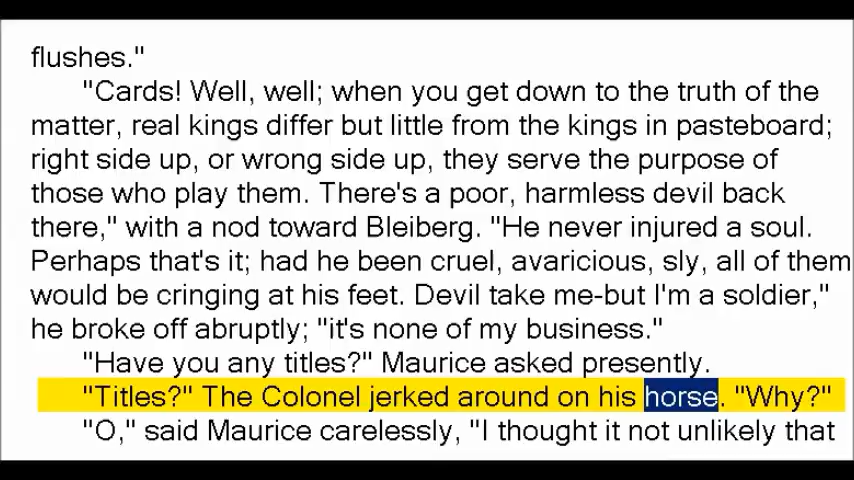 flushes."
"Cards! Well, well; when you get down to the truth of the
matter, real kings differ but little from the kings in pasteboard;
right side up, or wrong side up, they serve the purpose of
those who play them. There's a poor, harmless devil back
there," with a nod toward Bleiberg. "He never injured a soul.
Perhaps that's it; had he been cruel, avaricious, sly, all of them
would be cringing at his feet. Devil take me-but I'm a soldier,"
he broke off abruptly; "it's none of my business."
"Have you any titles?" Maurice asked presently.
"Titles?" The Colonel jerked around on his horse. "Why?"
"O," said Maurice carelessly, "I thought it not unlikely that